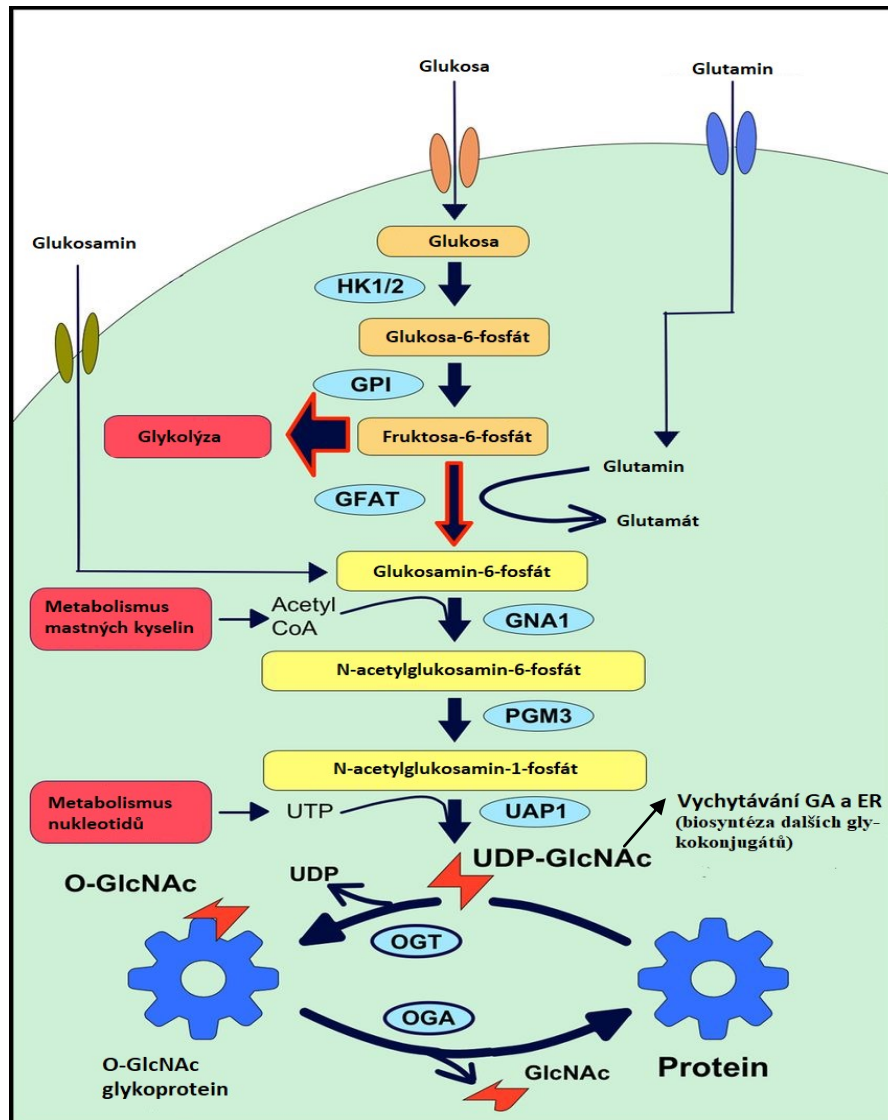 Glukosa
Glutamin
Glukosamin
Glukosa
HK1/2
Glukosa-6-fosfát
GPI
Glykolýza
Fruktosa-6-fosfát
Glutamin
GFAT
Glutamát
Glukosamin-6-fosfát
Metabolismus
mastných kyselin
Acetyl
CoA
GNA1
N-acetylglukosamin-6-fosfát
PGM3
N-acetylglukosamin-1-fosfát
Metabolismus
nukleotidů
UTP
UAP1
Vychytávání GA a ER
(biosyntéza dalších gly-
kokonjugátů)
UDP-GlcNAc
UDP
O-GlcNAc
OGT
OGA
O-GlcNAc
glykoprotein
GlcNAc
Protein